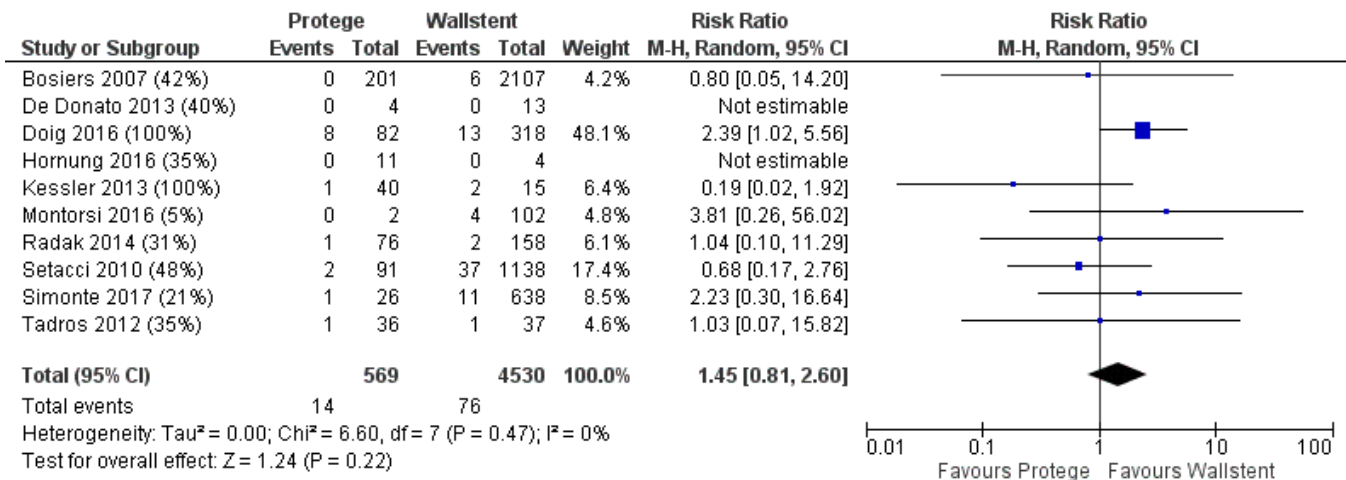 Protege Wallstent Risk Ratio Risk Ratio
Study or Subgroup Events Total Events Total Weight M-H, Random, 95% CI M-H, Random, 95% CI
Bosiers 2007 (42%) 0 201 6 2107 4.2% 0.80 [0.05, 14.20]
De Donato 2013 (40%) 0 4 0 13 Not estimable
Doig 2016 (100%) 8 82 13 318 48.1% 2.39 [1.02, 5.56]
Hornung 2016 (35%) 0 11 0 4 Not estimable
Kessler 2013 (100%) 1 40 2 15 6.4% 0.19 [0.02, 1.92]
Montorsi 2016 (5%) 0 2 4 102 4.8% 3.81 [0.26, 56.02]
Radak 2014 (31%) 1 76 2 158 6.1% 1.04 [0.10, 11.29]
Setacci 2010 (48%) 2 91 37 1138 17.4% 0.68 [0.17, 2.76]
Simonte 2017 (21%) 1 26 11 638 8.5% 2.23 [0.30, 16.64]
Tadros 2012 (35%) 1 36 1 37 4.6% 1.03 [0.07, 15.82]
Total (95% CI) 569 4530 100.0% 1.45 [0.81, 2.60]
Total events 14 76
Heterogeneity: Tau² = 0.00; Chi² = 6.60, df = 7 (P = 0.47); I² = 0%
Test for overall effect: Z = 1.24 (P = 0.22)
0.01 0.1 1 10 100
Favours Protege Favours Wallstent